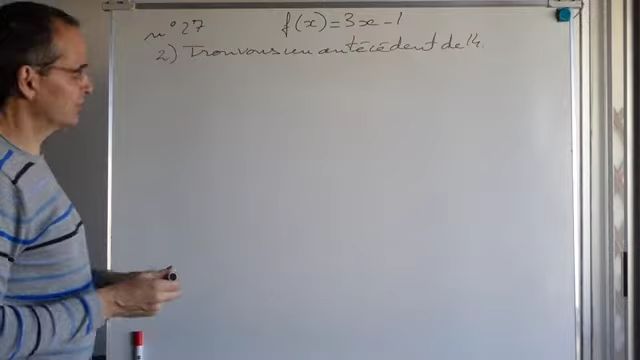 n°27 f(x)=3x-1
2) Trouvons un antécédent de 14.